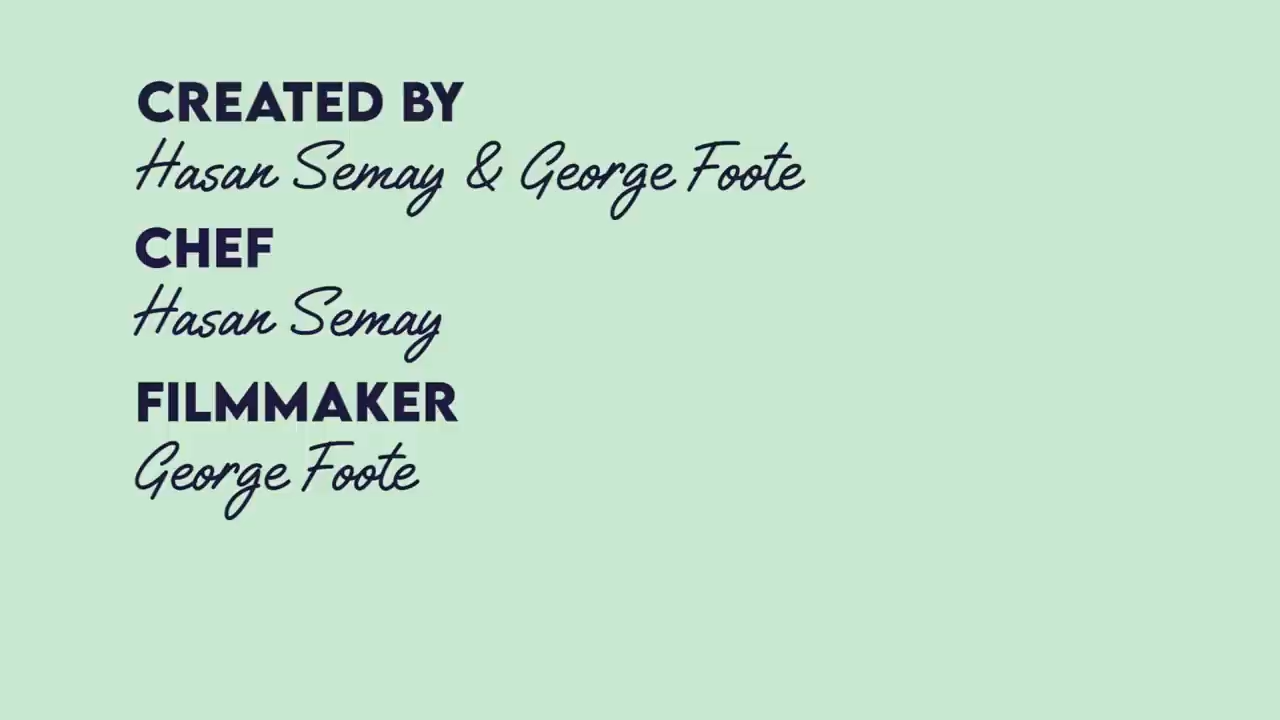 CREATED BY
Hasan Semay & George Foote
CHEF
Hasan Semay
FILMMAKER
George Foote